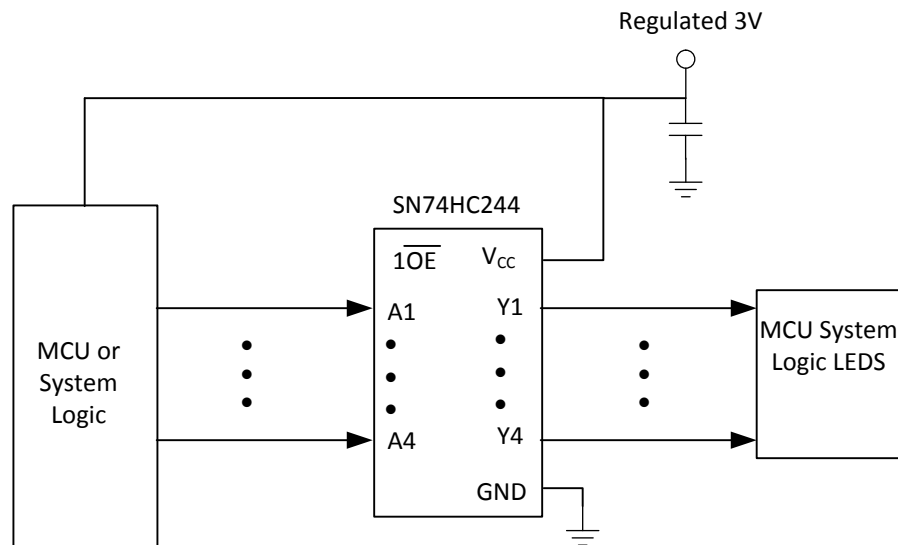 Regulated 3V
SN74HC244
1OE VCC
A1 Y1
MCU or
System
Logic
MCU System
Logic LEDS
A4 Y4
GND